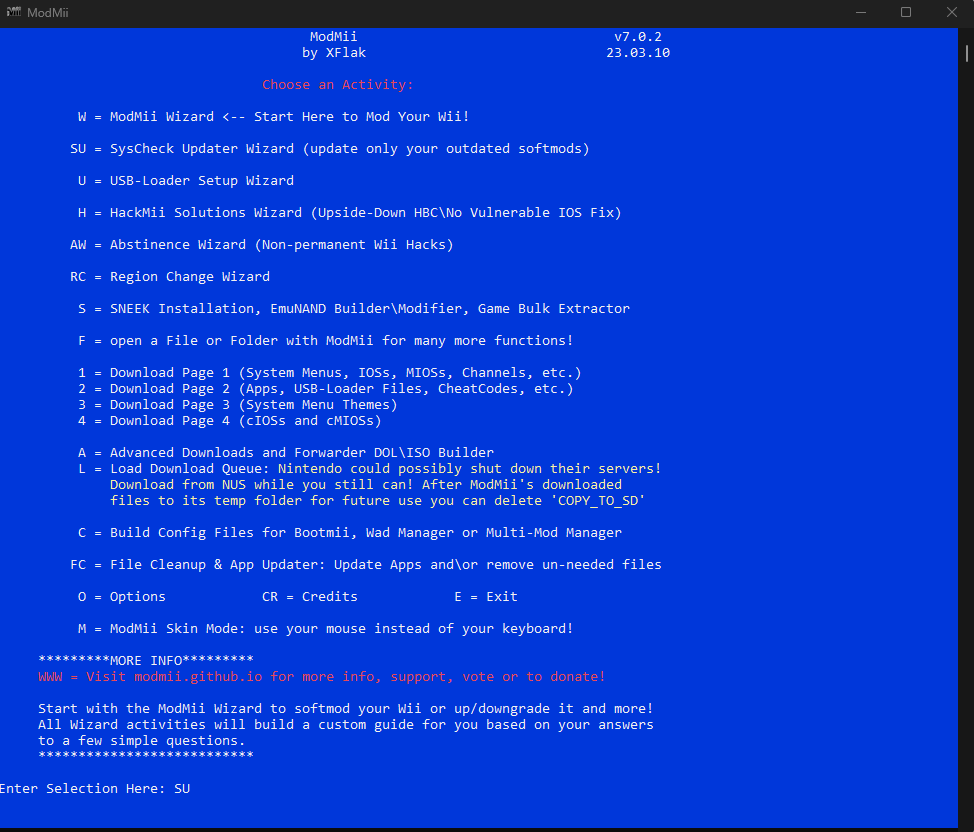 ModMii
ModMii v7.0.2
by XFlak 23.03.10
Choose an Activity:
W = ModMii Wizard <-- Start Here to Mod Your Wii!
SU = SysCheck Updater Wizard (update only your outdated softmods)
U = USB-Loader Setup Wizard
H = HackMii Solutions Wizard (Upside-Down HBC\No Vulnerable IOS Fix)
AW = Abstinence Wizard (Non-permanent Wii Hacks)
RC = Region Change Wizard
S = SNEEK Installation, EmuNAND Builder\Modifier, Game Bulk Extractor
F = open a File or Folder with ModMii for many more functions!
1 = Download Page 1 (System Menus, IOSs, MIOSs, Channels, etc.)
2 = Download Page 2 (Apps, USB-Loader Files, CheatCodes, etc.)
3 = Download Page 3 (System Menu Themes)
4 = Download Page 4 (cIOSs and cMIOSs)
A = Advanced Downloads and Forwarder DOL\ISO Builder
L = Load Download Queue: Nintendo could possibly shut down their servers!
Download from NUS while you still can! After ModMii's downloaded
files to its temp folder for future use you can delete 'COPY_TO_SD'
C = Build Config Files for Bootmii, Wad Manager or Multi-Mod Manager
FC = File Cleanup & App Updater: Update Apps and\or remove un-needed files
O = Options CR = Credits E = Exit
M = ModMii Skin Mode: use your mouse instead of your keyboard!
*********MORE INFO*********
WWW = Visit modmii.github.io for more info, support, vote or to donate!
Start with the ModMii Wizard to softmod your Wii or up/downgrade it and more!
All Wizard activities will build a custom guide for you based on your answers
to a few simple questions.
***************************
Enter Selection Here: SU